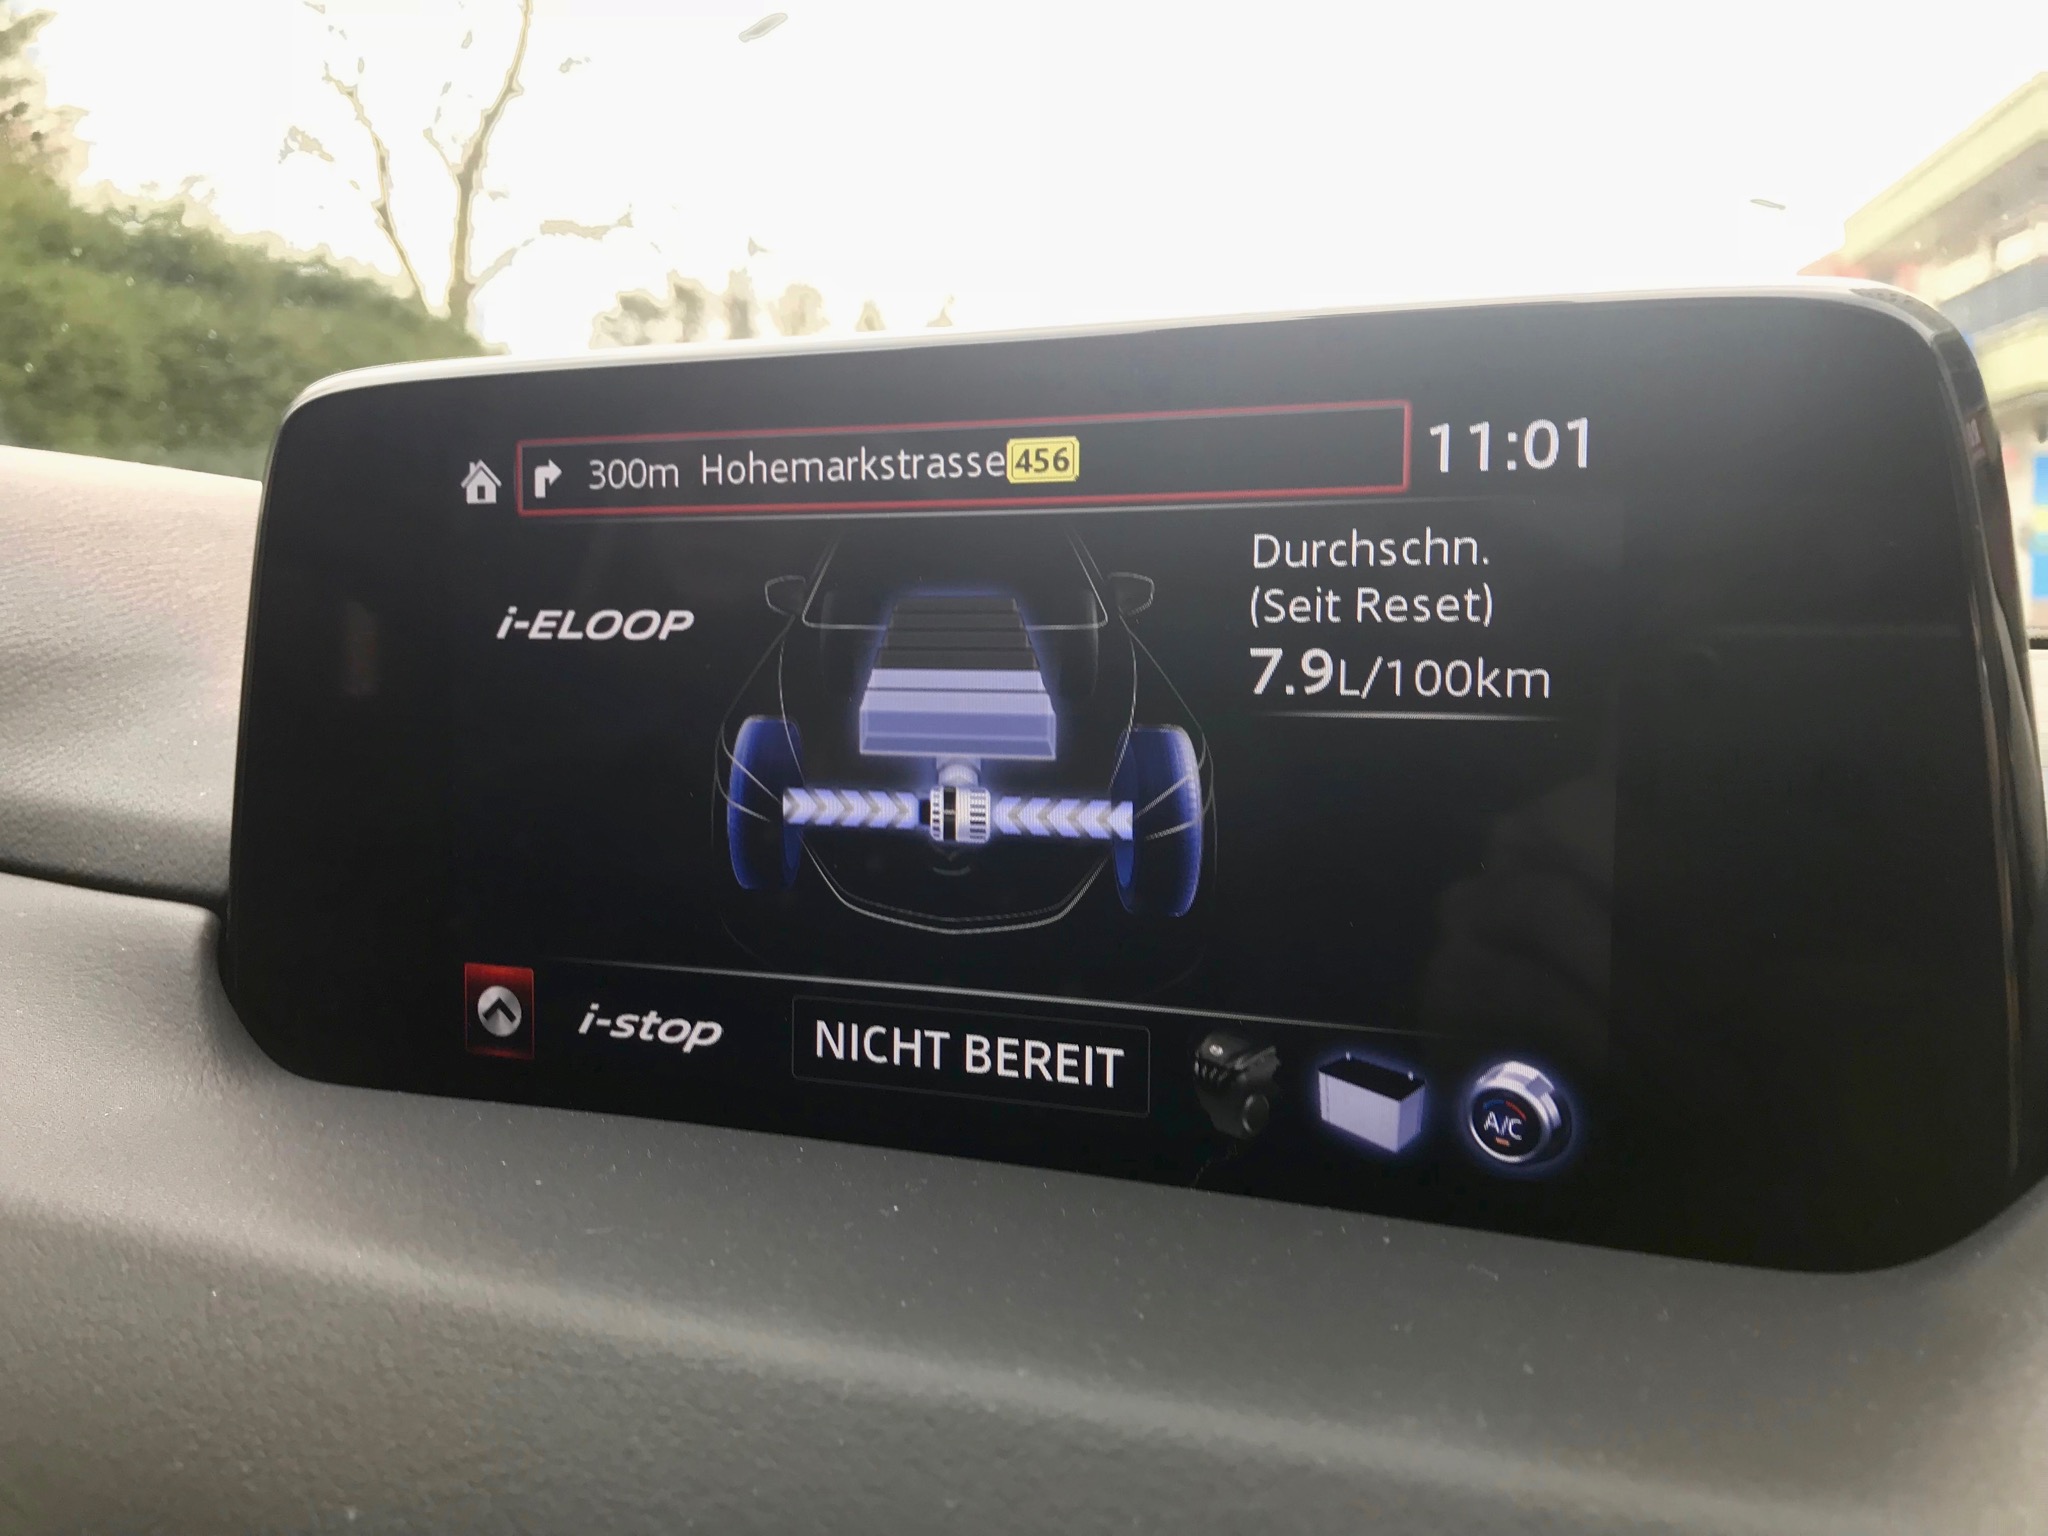 300m Hohemarkstrasse 456
11:01
i-ELOOP
Durchschn.
(Seit Reset)
7.9L/100km
i-stop
NICHT BEREIT
A/C